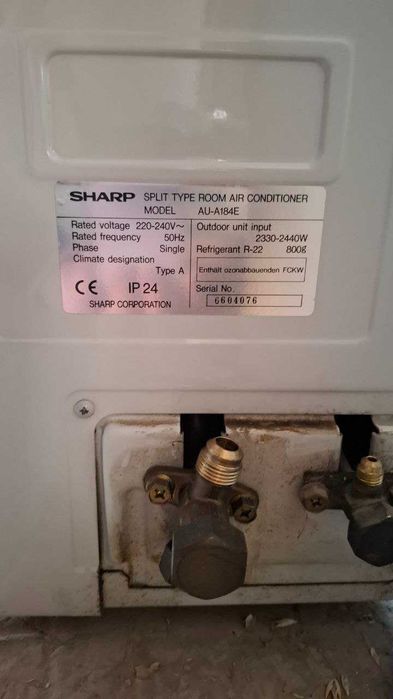 SHARP SPLIT TYPE ROOM AIR CONDITIONER
MODEL AU-A184E
Rated voltage 220-240V~
Rated frequency 50Hz
Phase Single
Climate designation
Type A
CE IP 24
SHARP CORPORATION
Outdoor unit input
2330-2440W
Refrigerant R-22 800g
Enthält ozonabbauenden FCKW
Serial No.
6604076